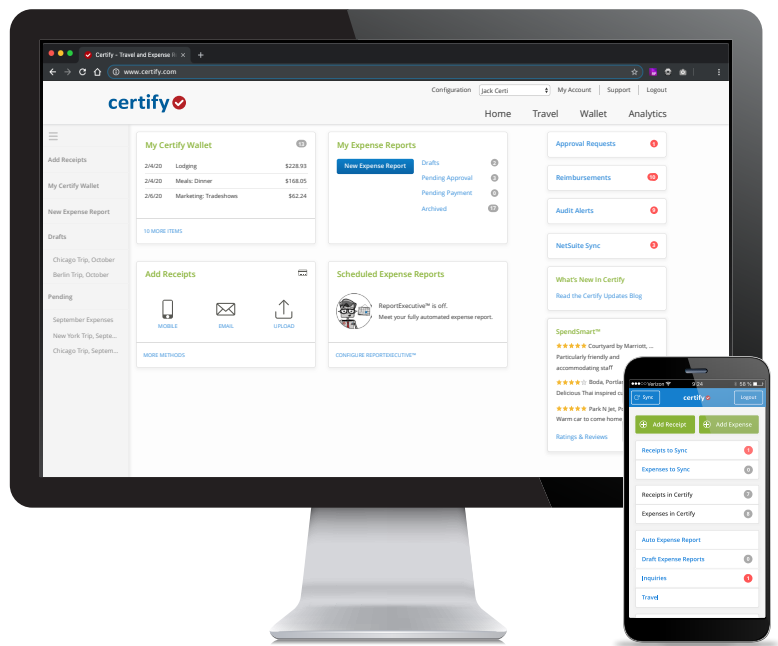 Certify - Travel and Expense R
www.certify.com
Configuration Jack Certi My Account Support Logout
certify
Home Travel Wallet Analytics
Add Receipts
My Certify Wallet
New Expense Report
Drafts
Chicago Trip, October
Berlin Trip, October
Pending
September Expenses
New York Trip, Septe...
Chicago Trip, Septem...
My Certify Wallet 13
2/4/20 Lodging $228.93
2/4/20 Meals: Dinner $168.05
2/6/20 Marketing: Tradeshows $62.24
10 MORE ITEMS
My Expense Reports
New Expense Report
Drafts 2
Pending Approval 3
Pending Payment 0
Archived 17
Add Receipts
MOBILE EMAIL UPLOAD
MORE METHODS
Scheduled Expense Reports
ReportExecutive™ is off.
Meet your fully automated expense report.
CONFIGURE REPORTEXECUTIVE™
Approval Requests
Reimbursements 10
Audit Alerts 9
NetSuite Sync 2
What's New In Certify
Read the Certify Updates Blog
SpendSmart™
Courtyard by Marriott, ...
Particularly friendly and
accommodating staff
Boda, Portla
Delicious Thai inspired cu
Park N Jet, Po
Warm car to come home
Ratings & Reviews
Verizon 9:24 58 %
Sync certify Logout
Add Receipt Add Expense
Receipts to Sync 1
Expenses to Sync 0
Receipts in Certify 7
Expenses in Certify
Auto Expense Report
Draft Expense Reports
Inquiries 1
Travel